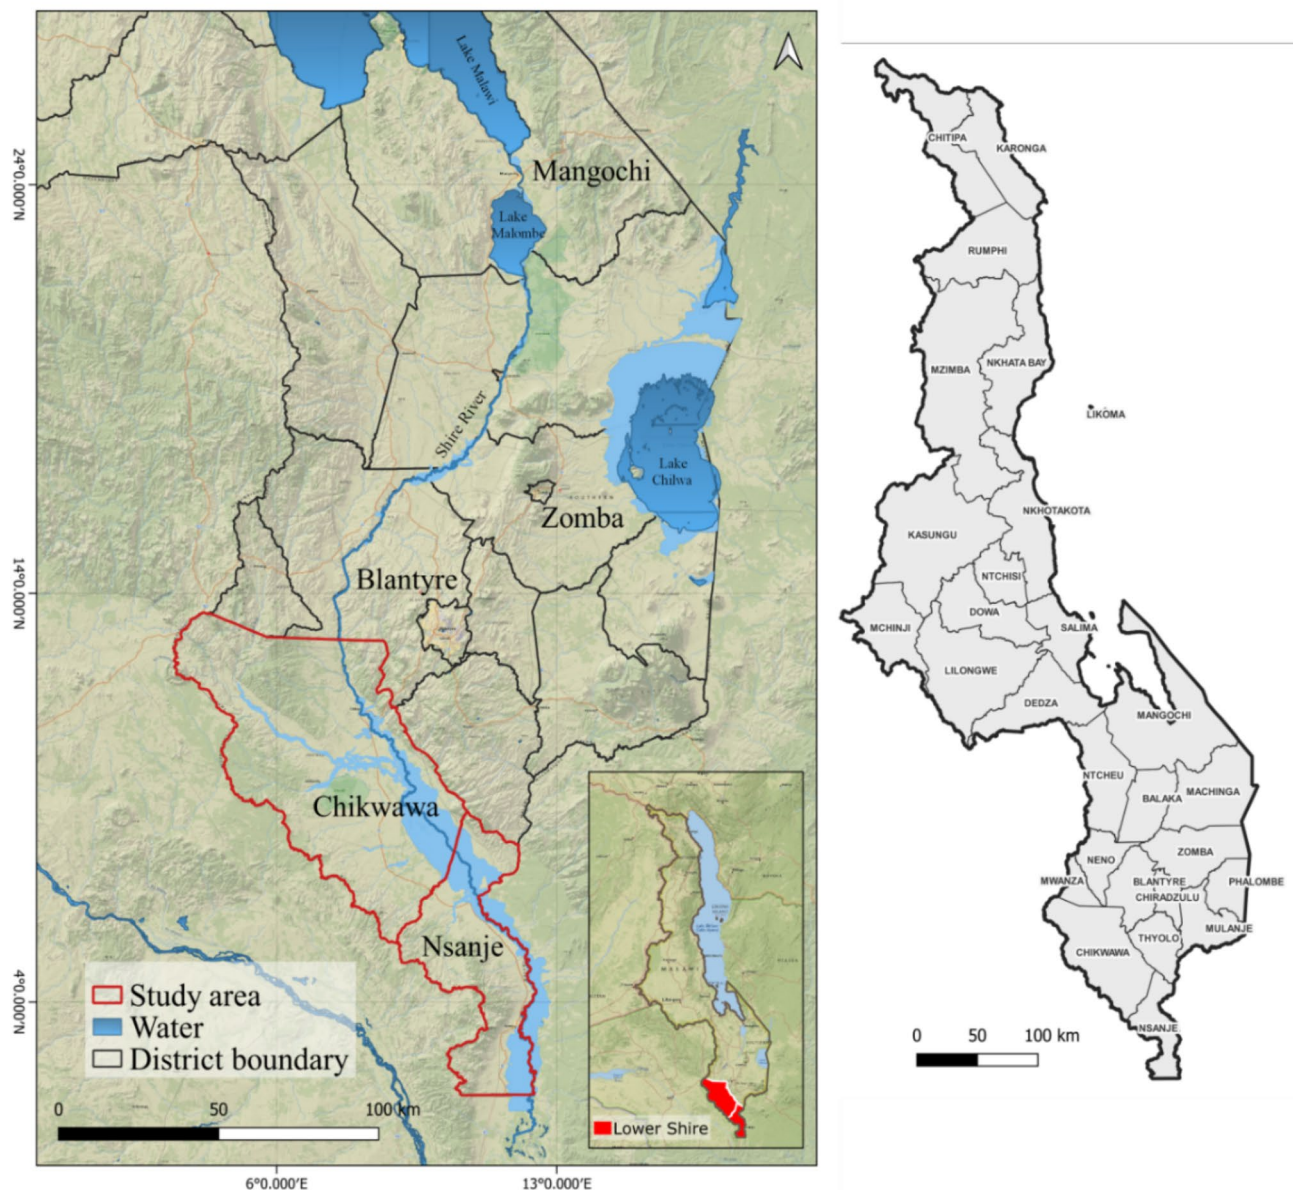 Lake Malawi
Mangochi
Lake
Malombe
24°0.000'N
Shire River
Lake
Chilwa
SOUTHERN
Zomba
14°0.000'N
Blantyre
Chikwawa
Nsanje
4°0.000'N
Study area
Water
District boundary
0 50 100 km
MALAWI
Lower Shire
6°0.000'E
13°0.000'E
CHITIPA
KARONGA
RUMPHI
MZIMBA
NKHATA BAY
LIKOMA
NKHOTAKOTA
KASUNGU
NTCHISI
DOWA
MCHINJI
SALIMA
LILONGWE
DEDZA
MANGOCHI
NTCHEU
BALAKA
MACHINGA
NENO
ZOMBA
MWANZA
BLANTYRE
PHALOMBE
CHIRADZULU
MULANJE
THYOLO
CHIKWAWA
NSANJE
0 50 100 km